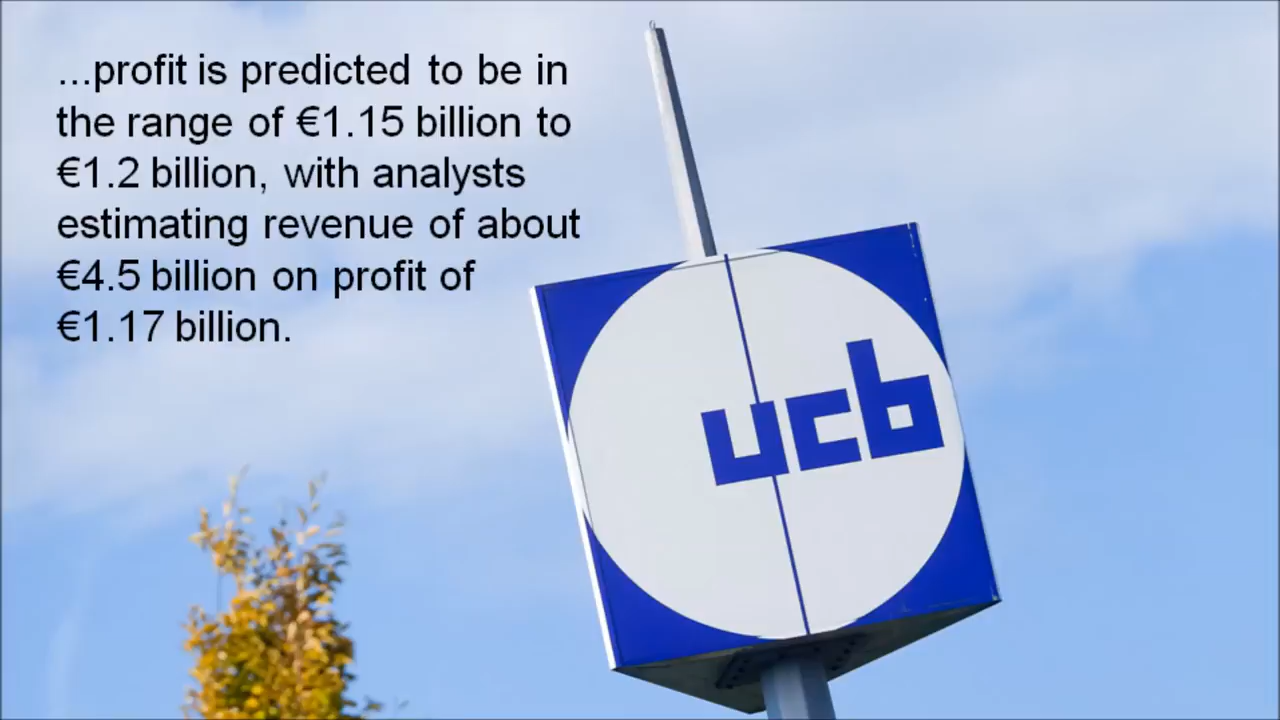 ...profit is predicted to be in
the range of €1.15 billion to
€1.2 billion, with analysts
estimating revenue of about
€4.5 billion on profit of
€1.17 billion.
ucb